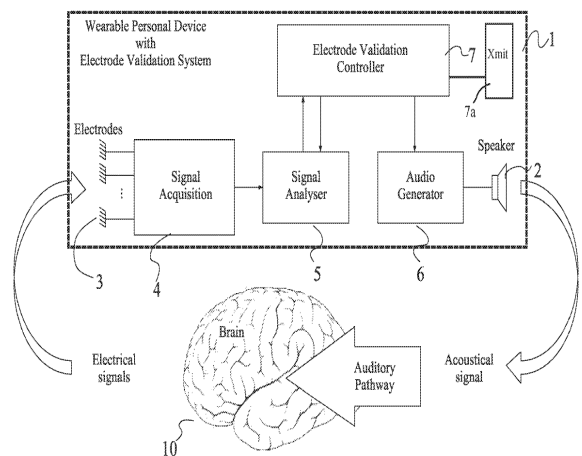 Wearable Personal Device
with
Electrode Validation System
Electrode Validation
Controller
7
Xmit
7a
1
Electrodes
Signal
Acquisition
Signal
Analyser
Audio
Generator
Speaker
2
3
4
5
6
Brain
Electrical
signals
Auditory
Pathway
Acoustical
signal
10